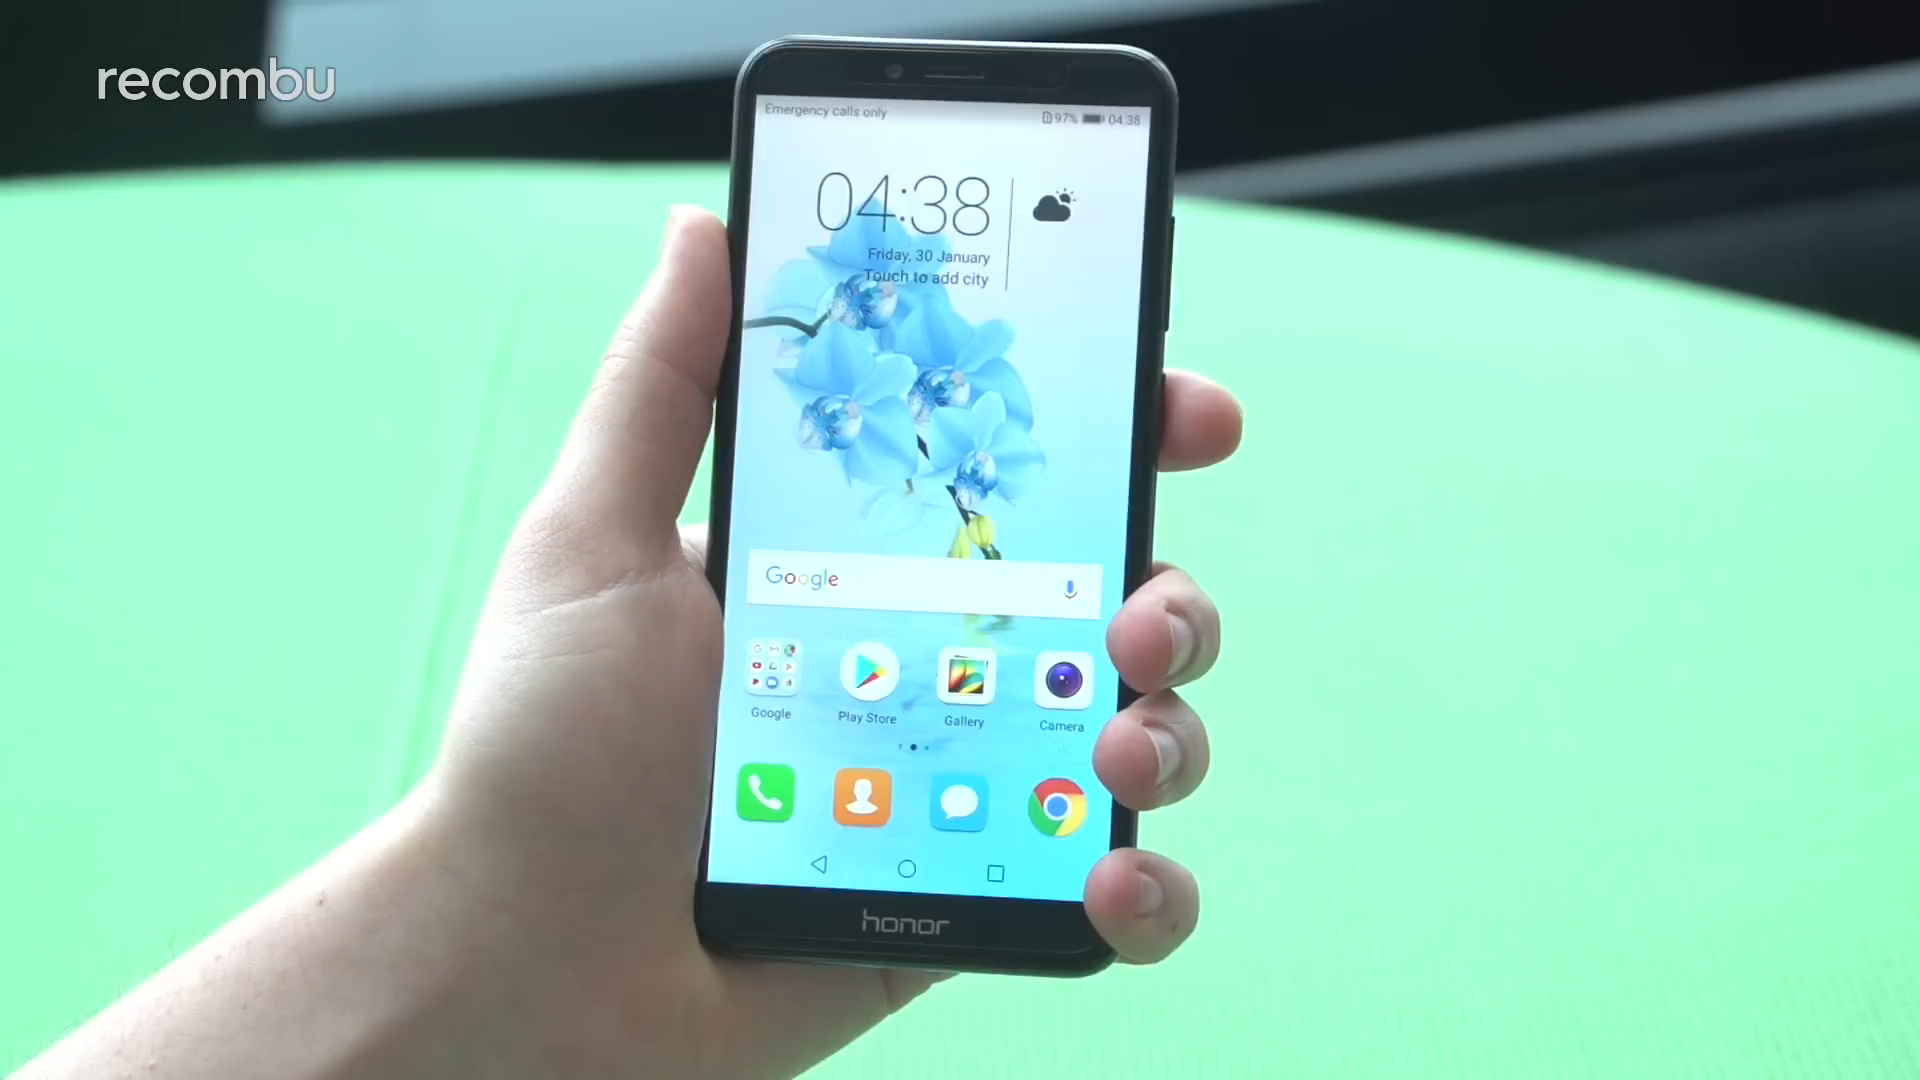 recombu
Emergency calls only
97% 04.38
04:38
Friday, 30 January
Touch to add city
Google
Google
Play Store
Gallery
Camera
honor